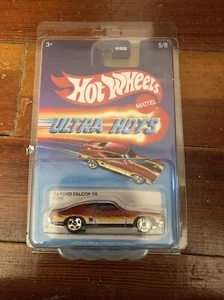 3+
5/8
Hot Wheels
MATTEL
ULTRA HOTS
FORD FALCON XB